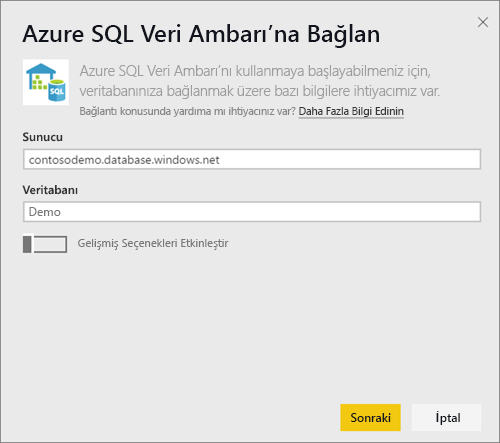 Azure SQL Veri Ambarı’na Bağlan
SQL
Azure SQL Veri Ambarı'nı kullanmaya başlayabilmeniz için,
veritabanınıza bağlanmak üzere bazı bilgilere ihtiyacımız var.
Bağlantı konusunda yardıma mı ihtiyacınız var? Daha Fazla Bilgi Edinin
Sunucu
contosodemo.database.windows.net
Veritabanı
Demo
Gelişmiş Seçenekleri Etkinleştir
Sonraki İptal